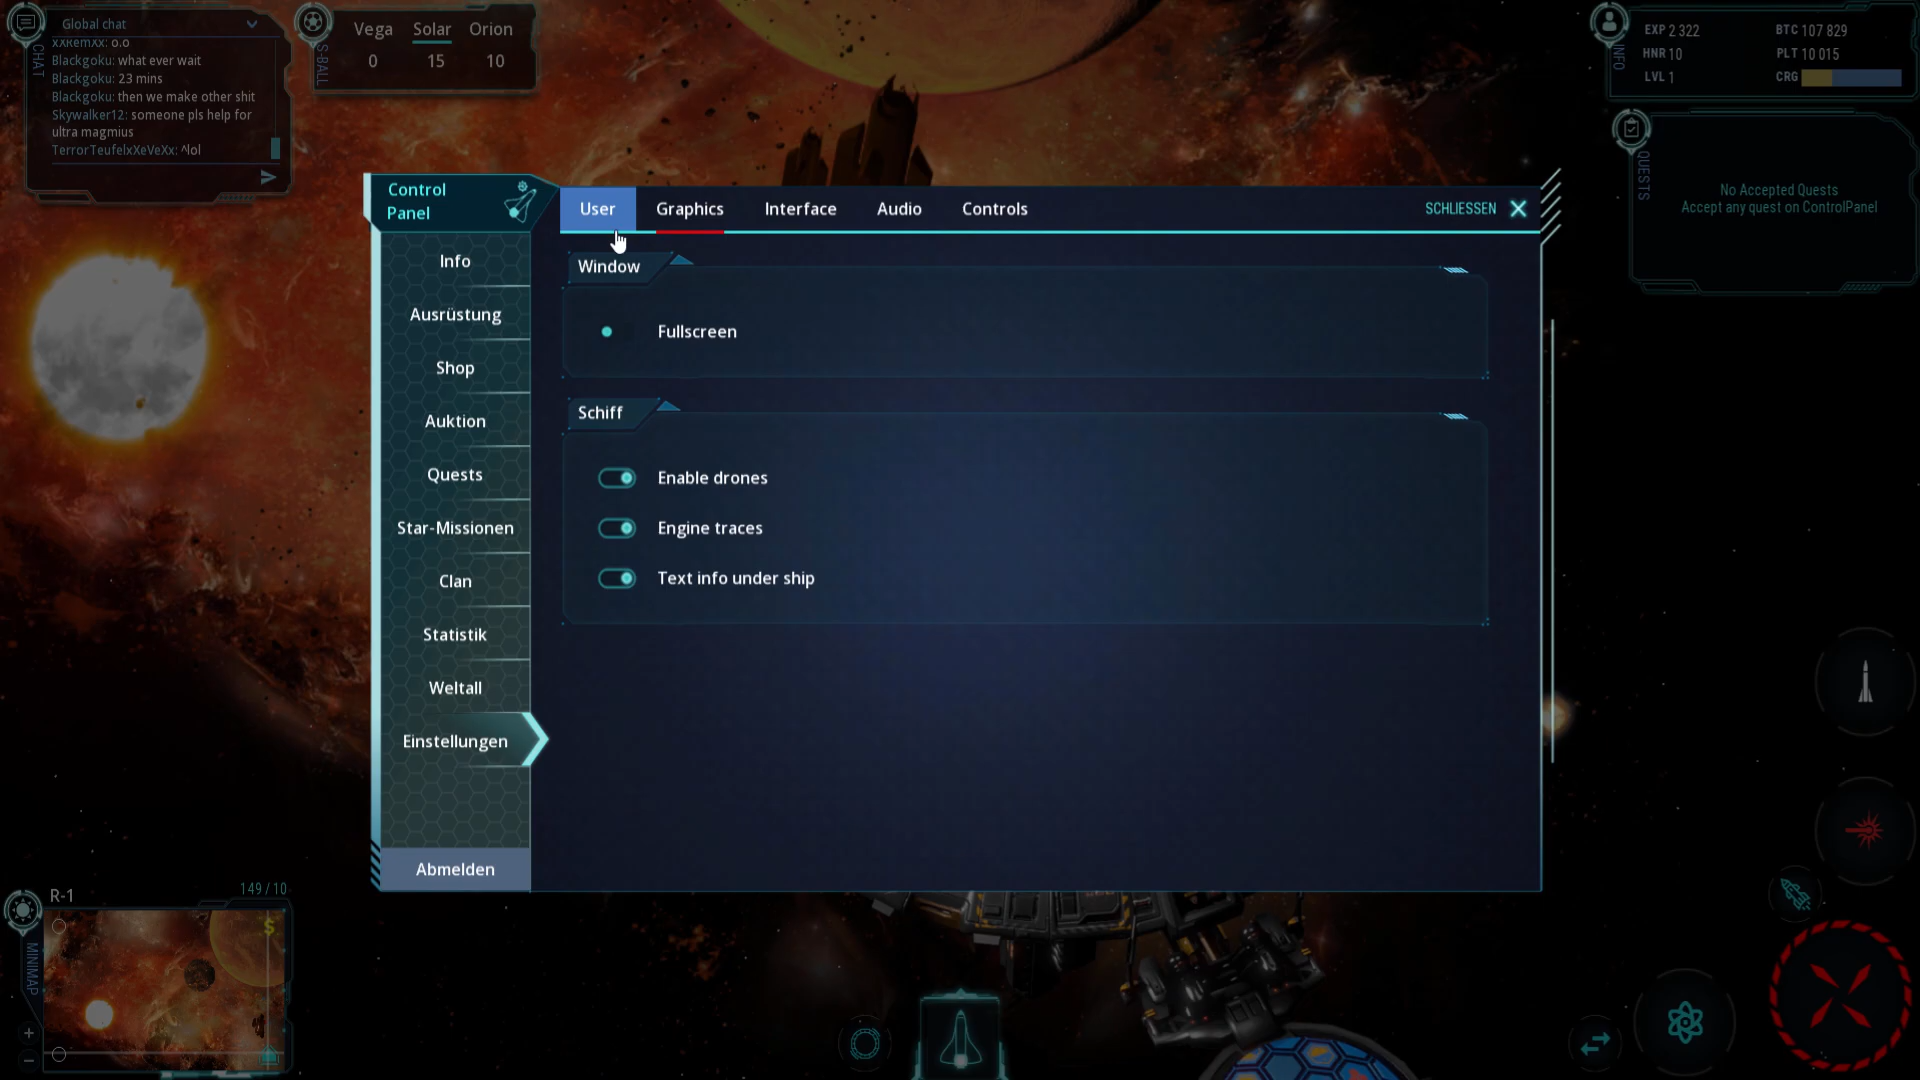 Global chat
xXRemXx: o.o
Blackgoku: what ever wait
Blackgoku: 23 mins
Blackgoku: then we make other shit
Skywalker12: someone pls help for
ultra magmius
TerrorTeufelxXeVeXx: ^lol
CHAT
S-BALL
Vega Solar Orion
0 15 10
INFO
EXP 2 322 BTC 107 829
HNR 10 PLT 10 015
LVL 1 CRG
QUESTS
No Accepted Quests
Accept any quest on ControlPanel
Control
Panel
User Graphics Interface Audio Controls SCHLIESSEN
Info
Ausrüstung
Shop
Auktion
Quests
Star-Missionen
Clan
Statistik
Weltall
Einstellungen
Abmelden
Window
Fullscreen
Schiff
Enable drones
Engine traces
Text info under ship
R-1 149 / 10
MINIMAP
$